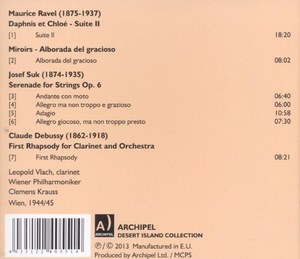 Maurice Ravel (1875-1937)
Daphnis et Chloé - Suite II
[1] Suite II 18:20
Miroirs - Alborada del gracioso
[2] Alborada del gracioso 08:02
Josef Suk (1874-1935)
Serenade for Strings Op. 6
[3] Andante con moto 06:40
[4] Allegro ma non troppo e grazioso 06:00
[5] Adagio 10:58
[6] Allegro giocoso, ma non troppo presto 07:30
Claude Debussy (1862-1918)
First Rhapsody for Clarinet and Orchestra
[7] First Rhapsody 08:21
Leopold Vlach, clarinet
Wiener Philharmoniker
Clemens Krauss
Wien, 1944/45
ARCHIPEL
DESERT ISLAND COLLECTION
℗ © 2013 Manufactured in E.U.
Produced by Archipel Ltd. / MCPS